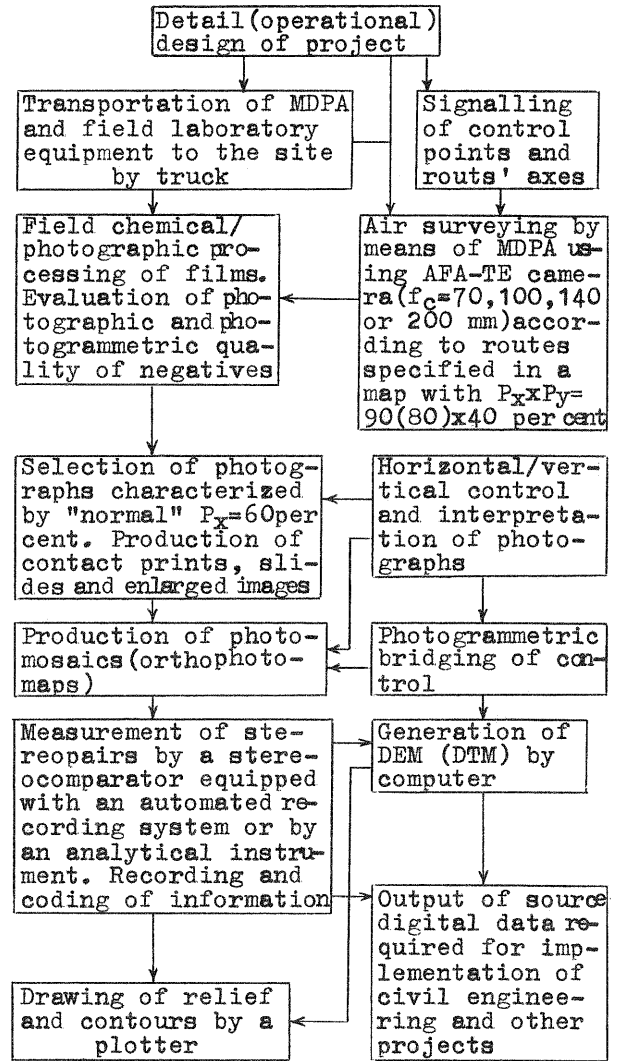 Detail(operational)
design of project
Transportation of MDPA
and field laboratory
equipment to the site
by truck
Signalling
of control
points and
routs' axes
Field chemical/
photographic pro-
cessing of films.
Evaluation of pho-
tographic and pho-
togrammetric qua-
lity of negatives
Air surveying by
means of MDPA us-
ing AFA-TE came-
ra(fc=70,100,140
or 200 mm)accor-
ding to routes
specified in a
map with PxxPy=
90(80)x40 per cent
Selection of photog-
raphs characterized
by "normal" Px=60per
cent. Production of
contact prints, sli-
des and enlarged images
Horizontal/ver-
tical control
and interpreta-
tion of photo-
graphs
Production of photo-
mosaics(orthophoto-
maps)
Photogrammetric
bridging of con-
trol
Measurement of ste-
reopairs by a stere-
ocomparator equipped
with an automated re-
cording system or by
an analytical instru-
ment. Recording and
coding of information
Generation of
DEM (DTM) by
computer
Output of source
digital data re-
quired for imp-
lementation of
civil enginee-
ring and other
projects
Drawing of relief
and contours by a
plotter